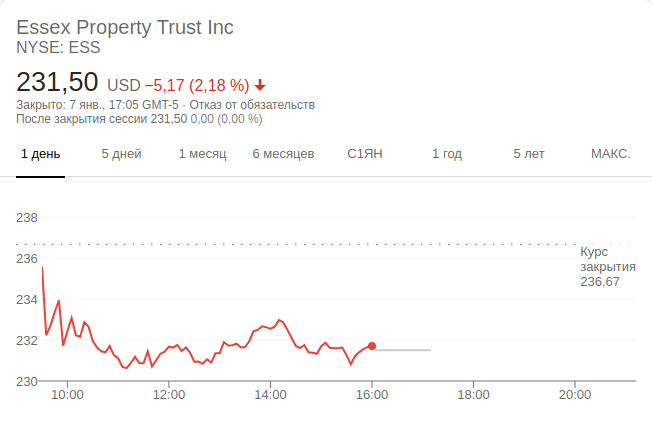 Essex Property Trust Inc
NYSE: ESS
231,50 USD −5,17 (2,18 %)
Закрыто: 7 янв., 17:05 GMT-5 · Отказ от обязательств
После закрытия сессии 231,50 0,00 (0,00 %)
1 день 5 дней 1 месяц 6 месяцев С1ЯН 1 год 5 лет МАКС.
238
236
234
232
230
Курс
закрытия
236,67
10:00 12:00 14:00 16:00 18:00 20:00